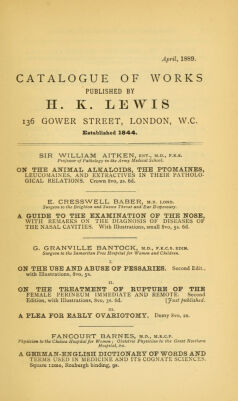 April, 1889.
CATALOGUE OF WORKS
PUBLISHED BY
H. K. LEWIS
136 GOWER STREET, LONDON, W.C.
Established 1844.
SIR WILLIAM AITKEN, KNT., M.D., F.R.S.
Professor of Pathology in the Army Medical School.
ON THE ANIMAL ALKALOIDS, THE PTOMAINES,
LEUCOMAINES, AND EXTRACTIVES IN THEIR PATHOLO-
GICAL RELATIONS. Crown 8vo, 2s. 6d.
E. CRESSWELL BABER, M.B. LOND.
Surgeon to the Brighton and Sussex Throat and Ear Dispensary.
A GUIDE TO THE EXAMINATION OF THE NOSE,
WITH REMARKS ON THE DIAGNOSIS OF DISEASES OF
THE NASAL CAVITIES. With Illustrations, small 8vo, 5s. 6d.
G. GRANVILLE BANTOCK, M.D., F.R.C.S. EDIN.
Surgeon to the Samaritan Free Hospital for Women and Children.
I.
ON THE USE AND ABUSE OF PESSARIES. Second Edit.,
with Illustrations, 8vo, 5s.
II.
ON THE TREATMENT OF RUPTURE OF THE
FEMALE PERINEUM IMMEDIATE AND REMOTE. Second
Edition, with Illustrations, 8vo, 3s. 6d. [Just published.
III.
A PLEA FOR EARLY OVARIOTOMY. Demy 8vo, 2s.
FANCOURT BARNES, M.D., M.R.C.P.
Physician to the Chelsea Hospital for Women; Obstetric Physician to the Great Northern
Hospital, &c.
A GERMAN-ENGLISH DICTIONARY OF WORDS AND
TERMS USED IN MEDICINE AND ITS COGNATE SCIENCES.
Square 12mo, Roxburgh binding, 9s.